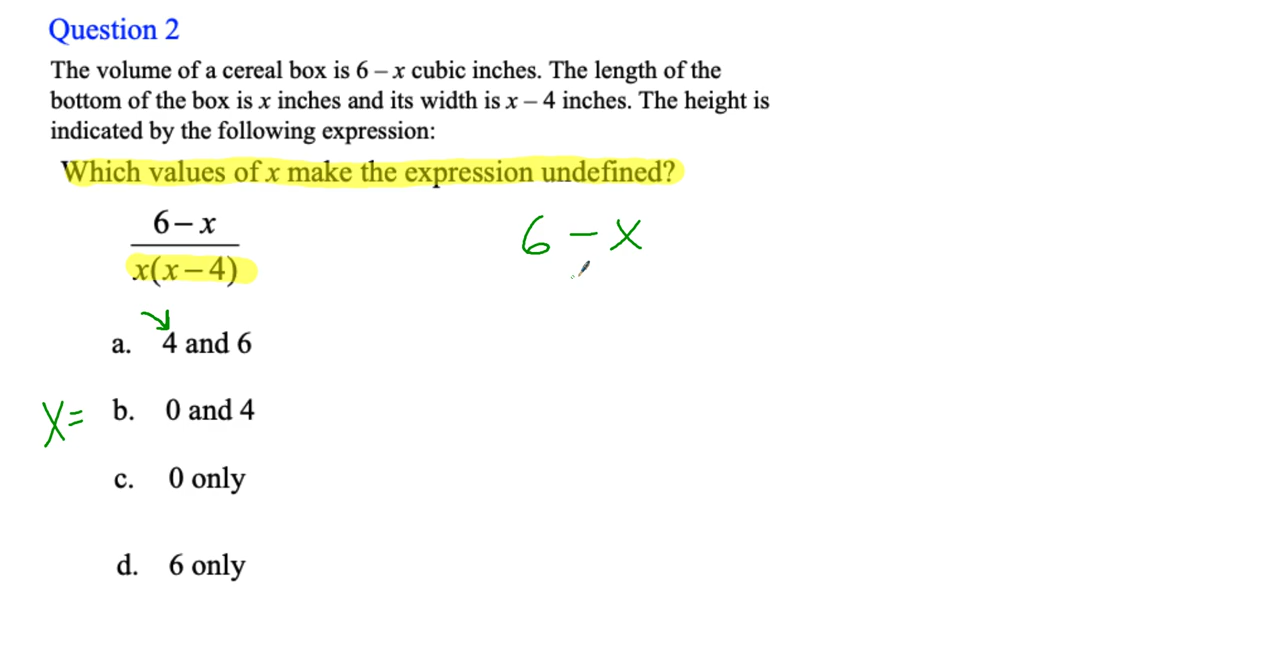 Question 2
The volume of a cereal box is 6 – x cubic inches. The length of the
bottom of the box is x inches and its width is x – 4 inches. The height is
indicated by the following expression:
Which values of x make the expression undefined?
6 – x
x(x – 4)
6 – x
a. 4 and 6
x= b. 0 and 4
c. 0 only
d. 6 only